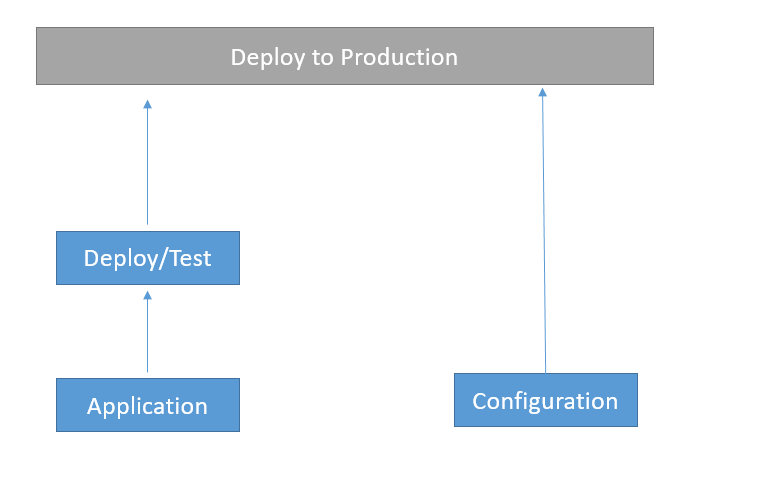 Deploy to Production
Deploy/Test
Application
Configuration